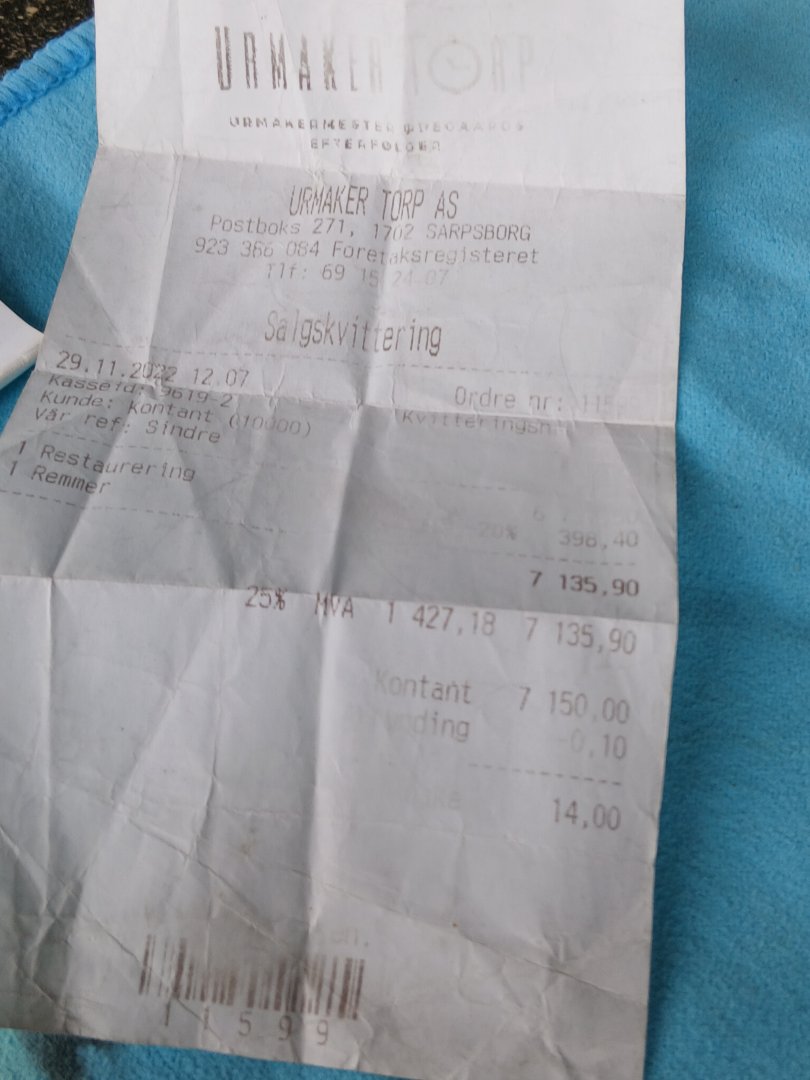 URMAKER TORP
EFTERFØLGER
URMAKER TORP AS
Postboks 271, 1702 SARPSBORG
923 366 084 Foretaksregisteret
Tlf: 69 15 24 07
Salgskvittering
29.11.2022 12.07
Ordre nr:
Kasseid: 9619-2
Kunde: Kontant (10000)
Vår ref: Sindre
1 Restaurering
1 Remmer
20% 398,40
7 135,90
25% MVA 1 427,18 7 135,90
Kontant 7 150,00
-0,10
14,00
11599